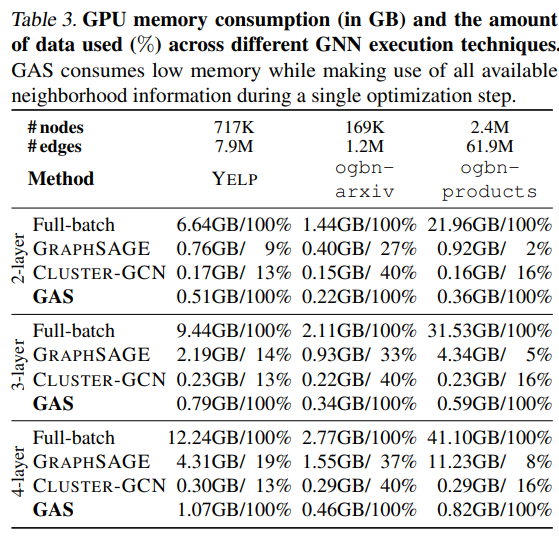 Table 3. GPU memory consumption (in GB) and the amount
of data used (%) across different GNN execution techniques.
GAS consumes low memory while making use of all available
neighborhood information during a single optimization step.
# nodes 717K 169K 2.4M
# edges 7.9M 1.2M 61.9M
Method YELP ogbn-arxiv ogbn-products
2-layer
Full-batch 6.64GB/100% 1.44GB/100% 21.96GB/100%
GRAPHSAGE 0.76GB/ 9% 0.40GB/ 27% 0.92GB/ 2%
CLUSTER-GCN 0.17GB/ 13% 0.15GB/ 40% 0.16GB/ 16%
GAS 0.51GB/100% 0.22GB/100% 0.36GB/100%
3-layer
Full-batch 9.44GB/100% 2.11GB/100% 31.53GB/100%
GRAPHSAGE 2.19GB/ 14% 0.93GB/ 33% 4.34GB/ 5%
CLUSTER-GCN 0.23GB/ 13% 0.22GB/ 40% 0.23GB/ 16%
GAS 0.79GB/100% 0.34GB/100% 0.59GB/100%
4-layer
Full-batch 12.24GB/100% 2.77GB/100% 41.10GB/100%
GRAPHSAGE 4.31GB/ 19% 1.55GB/ 37% 11.23GB/ 8%
CLUSTER-GCN 0.30GB/ 13% 0.29GB/ 40% 0.29GB/ 16%
GAS 1.07GB/100% 0.46GB/100% 0.82GB/100%